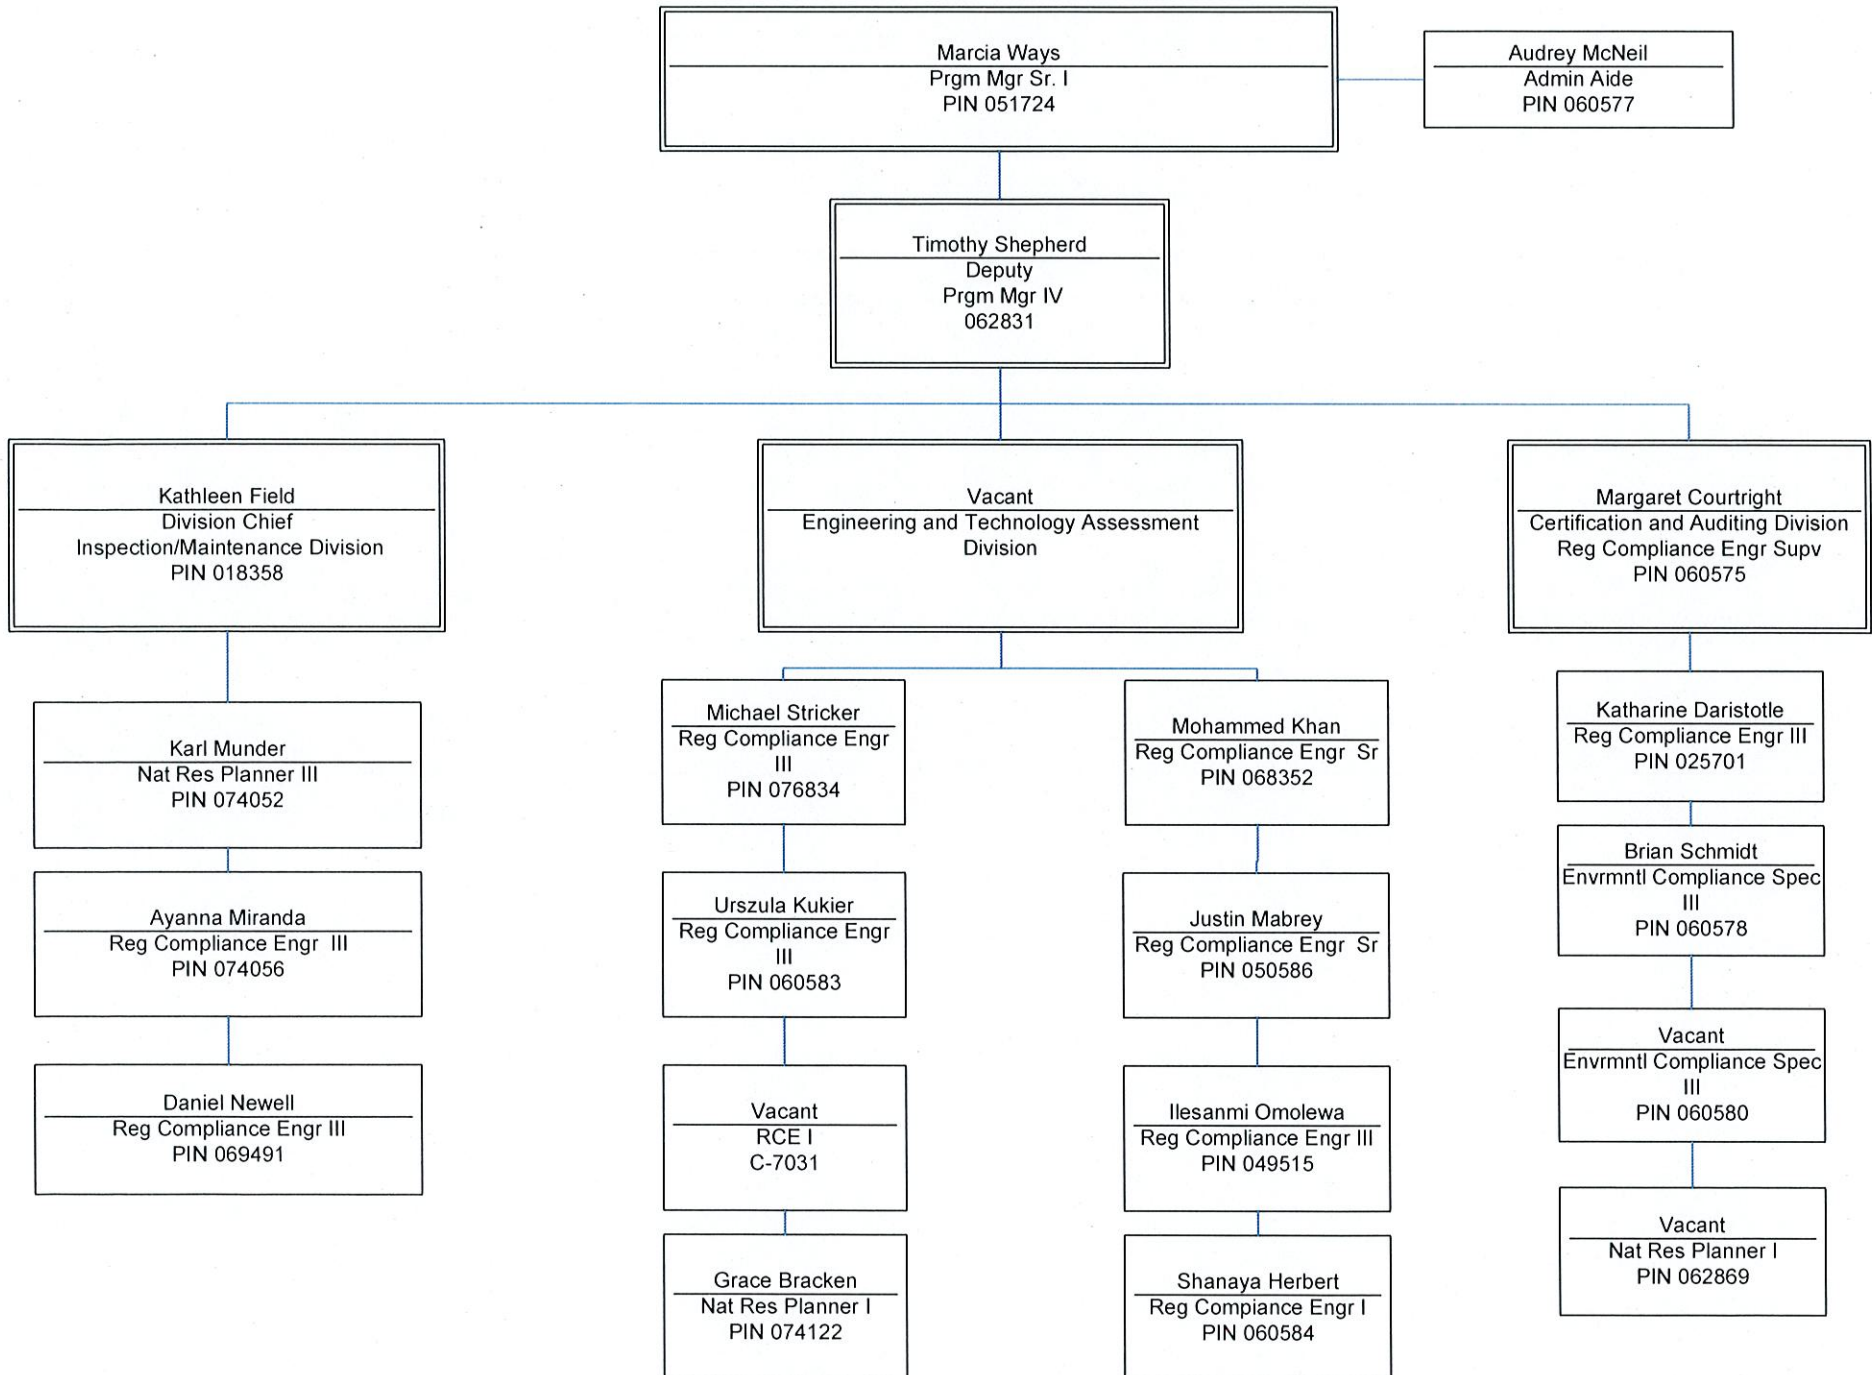 Marcia Ways
Prgm Mgr Sr. I
PIN 051724
Audrey McNeil
Admin Aide
PIN 060577
Timothy Shepherd
Deputy
Prgm Mgr IV
062831
Kathleen Field
Division Chief
Inspection/Maintenance Division
PIN 018358
Vacant
Engineering and Technology Assessment
Division
Margaret Courtright
Certification and Auditing Division
Reg Compliance Engr Supv
PIN 060575
Karl Munder
Nat Res Planner III
PIN 074052
Ayanna Miranda
Reg Compliance Engr III
PIN 074056
Daniel Newell
Reg Compliance Engr III
PIN 069491
Michael Stricker
Reg Compliance Engr
III
PIN 076834
Urszula Kukier
Reg Compliance Engr
III
PIN 060583
Vacant
RCE I
C-7031
Grace Bracken
Nat Res Planner I
PIN 074122
Mohammed Khan
Reg Compliance Engr Sr
PIN 068352
Justin Mabrey
Reg Compliance Engr Sr
PIN 050586
Ilesanmi Omolewa
Reg Compliance Engr III
PIN 049515
Shanaya Herbert
Reg Compiance Engr I
PIN 060584
Katharine Daristotle
Reg Compliance Engr III
PIN 025701
Brian Schmidt
Envrmntl Compliance Spec
III
PIN 060578
Vacant
Envrmntl Compliance Spec
III
PIN 060580
Vacant
Nat Res Planner I
PIN 062869